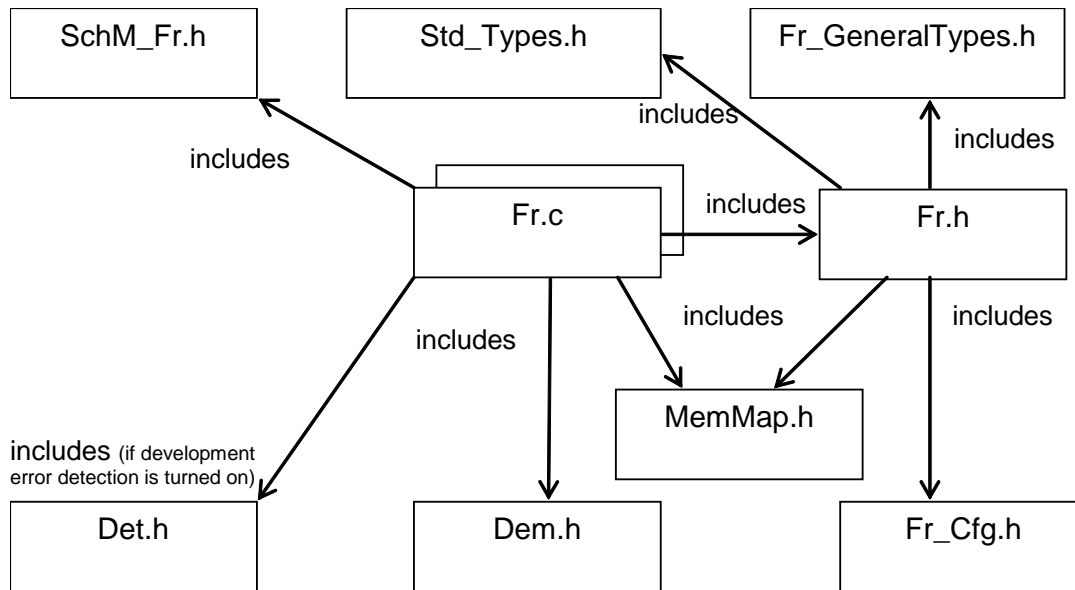 SchM_Fr.h
Std_Types.h
Fr_GeneralTypes.h
includes
includes
includes
Fr.c
includes
Fr.h
includes
includes
includes
MemMap.h
includes (if development
error detection is turned on)
Det.h
Dem.h
Fr_Cfg.h